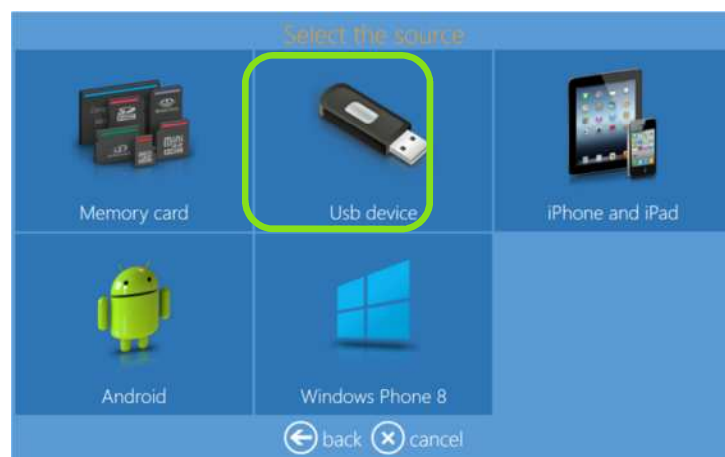 Select the source
Memory card
Usb device
iPhone and iPad
Android
Windows Phone 8
back
cancel